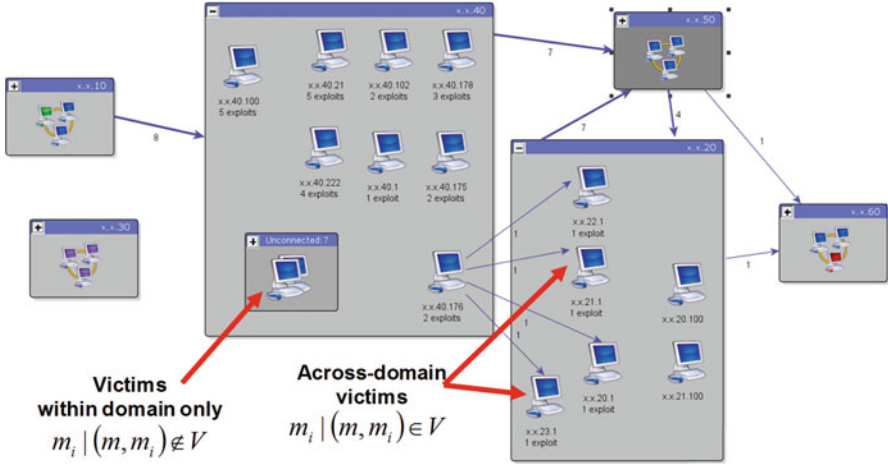 x.x.10
8
x.x.30
x.x.40
x.x.40.100
5 exploits
x.x.40.21
5 exploits
x.x.40.102
2 exploits
x.x.40.178
3 exploits
x.x.40.222
4 exploits
x.x.40.1
1 exploit
x.x.40.175
2 exploits
Unconnected: 7
x.x.40.176
2 exploits
7
x.x.50
7
4
1
1
1
1
1
x.x.20
x.x.22.1
1 exploit
x.x.21.1
1 exploit
x.x.20.100
x.x.20.1
1 exploit
x.x.21.100
x.x.23.1
1 exploit
1
x.x.60
Victims
within domain only
m_i | (m, m_i) ∉ V
Across-domain
victims
m_i | (m, m_i) ∈ V